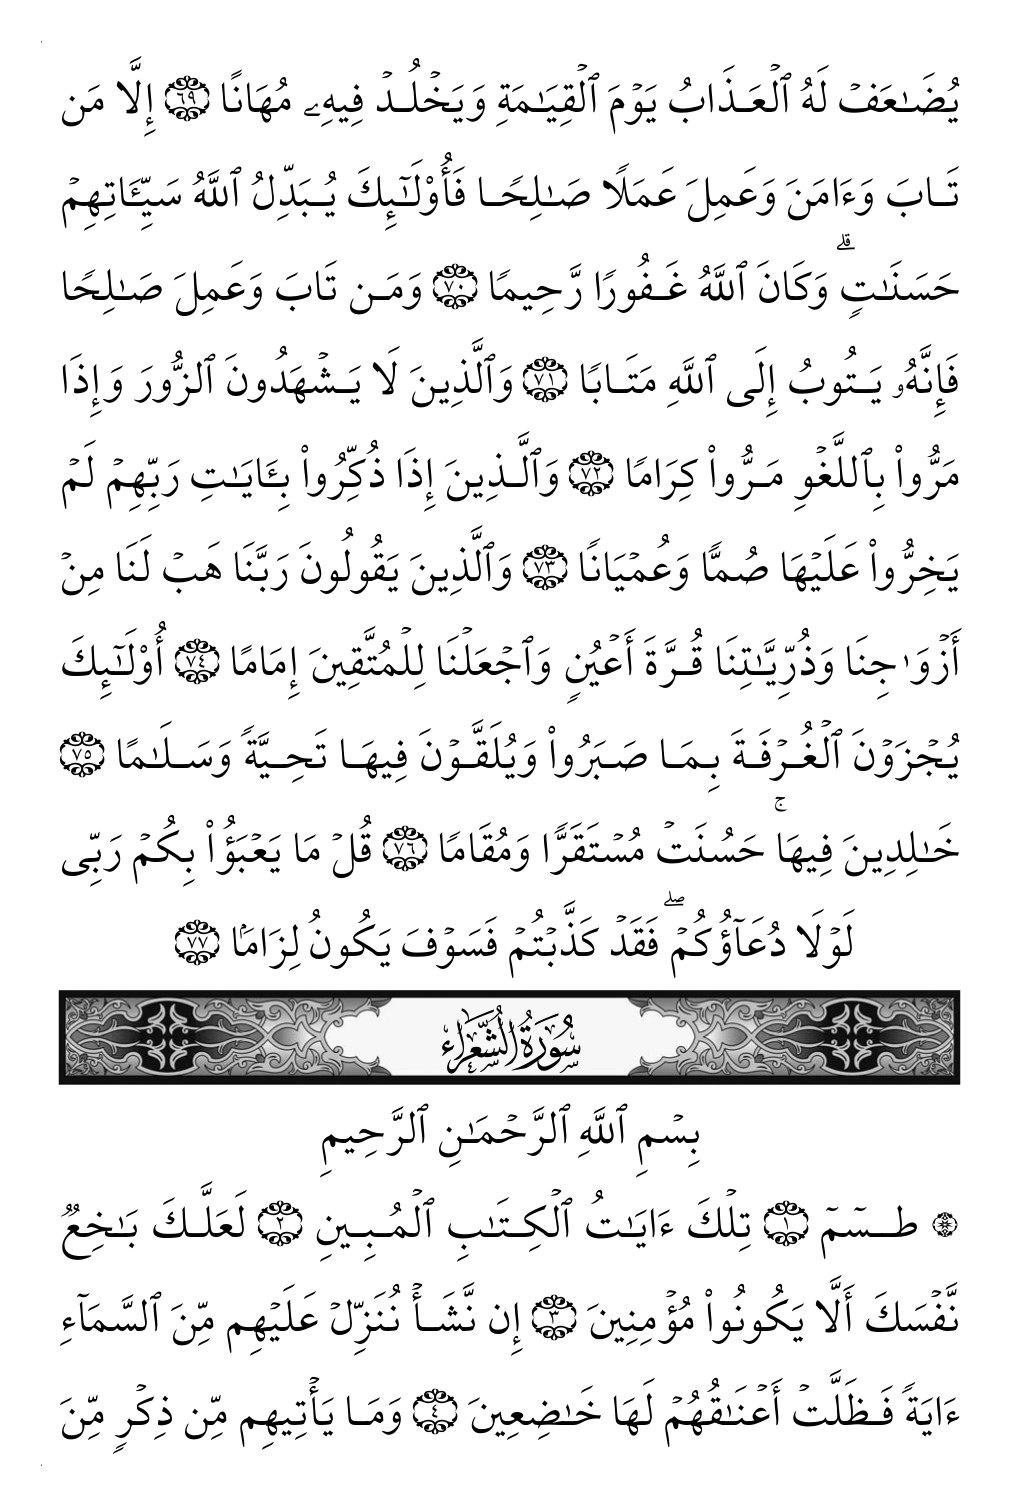 يُضَـٰعَفۡ لَهُ ٱلۡعَذَابُ يَوۡمَ ٱلۡقِيَـٰمَةِ وَيَخۡلُدۡ فِيهِۦ مُهَانًا ٦٩ إِلَّا مَن
تَابَ وَءَامَنَ وَعَمِلَ عَمَلًا صَـٰلِحًا فَأُوْلَـٰٓئِكَ يُبَدِّلُ ٱللَّهُ سَيِّـَٔاتِهِمۡ
حَسَنَـٰتٖۗ وَكَانَ ٱللَّهُ غَفُورًا رَّحِيمًا ٧٠ وَمَن تَابَ وَعَمِلَ صَـٰلِحًا
فَإِنَّهُۥ يَتُوبُ إِلَى ٱللَّهِ مَتَابًا ٧١ وَٱلَّذِينَ لَا يَشۡهَدُونَ ٱلزُّورَ وَإِذَا
مَرُّواْ بِٱللَّغۡوِ مَرُّواْ كِرَامًا ٧٢ وَٱلَّذِينَ إِذَا ذُكِّرُواْ بِـَٔايَـٰتِ رَبِّهِمۡ لَمۡ
يَخِرُّواْ عَلَيۡهَا صُمًّا وَعُمۡيَانًا ٧٣ وَٱلَّذِينَ يَقُولُونَ رَبَّنَا هَبۡ لَنَا مِنۡ
أَزۡوَٰجِنَا وَذُرِّيَّـٰتِنَا قُرَّةَ أَعۡيُنٖ وَٱجۡعَلۡنَا لِلۡمُتَّقِينَ إِمَامًا ٧٤ أُوْلَـٰٓئِكَ
يُجۡزَوۡنَ ٱلۡغُرۡفَةَ بِمَا صَبَرُواْ وَيُلَقَّوۡنَ فِيهَا تَحِيَّةٗ وَسَلَـٰمًا ٧٥
خَـٰلِدِينَ فِيهَاۚ حَسُنَتۡ مُسۡتَقَرًّا وَمُقَامًا ٧٦ قُلۡ مَا يَعۡبَؤُاْ بِكُمۡ رَبِّي
لَوۡلَا دُعَآؤُكُمۡۖ فَقَدۡ كَذَّبۡتُمۡ فَسَوۡفَ يَكُونُ لِزَامَۢا ٧٧
سُورَةُ الشُّعَرَاءِ
بِسۡمِ ٱللَّهِ ٱلرَّحۡمَـٰنِ ٱلرَّحِيمِ
۞ طسٓمٓ ١ تِلۡكَ ءَايَـٰتُ ٱلۡكِتَـٰبِ ٱلۡمُبِينِ ٢ لَعَلَّكَ بَـٰخِعٞ
نَّفۡسَكَ أَلَّا يَكُونُواْ مُؤۡمِنِينَ ٣ إِن نَّشَأۡ نُنَزِّلۡ عَلَيۡهِم مِّنَ ٱلسَّمَآءِ
ءَايَةٗ فَظَلَّتۡ أَعۡنَـٰقُهُمۡ لَهَا خَـٰضِعِينَ ٤ وَمَا يَأۡتِيهِم مِّن ذِكۡرٖ مِّنَ